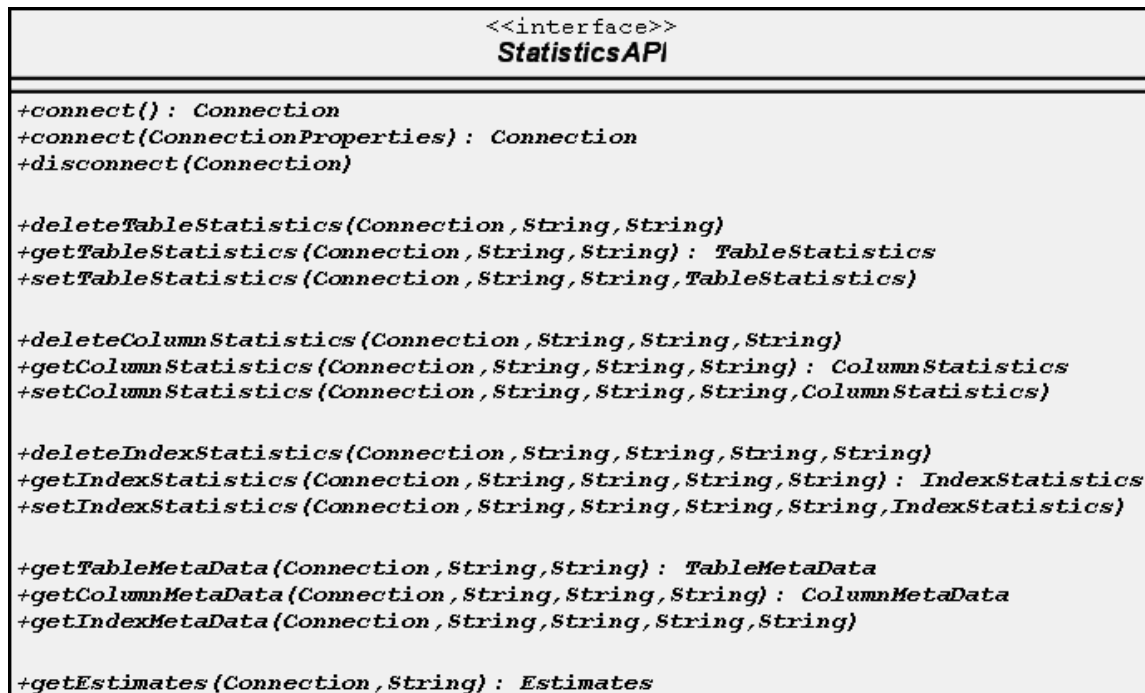 <<interface>>
StatisticsAPI
+connect(): Connection
+connect(ConnectionProperties): Connection
+disconnect(Connection)
+deleteTableStatistics(Connection,String,String)
+getTableStatistics(Connection,String,String): TableStatistics
+setTableStatistics(Connection,String,String,TableStatistics)
+deleteColumnStatistics(Connection,String,String,String)
+getColumnStatistics(Connection,String,String,String): ColumnStatistics
+setColumnStatistics(Connection,String,String,String,ColumnStatistics)
+deleteIndexStatistics(Connection,String,String,String,String)
+getIndexStatistics(Connection,String,String,String,String): IndexStatistics
+setIndexStatistics(Connection,String,String,String,String,IndexStatistics)
+getTableMetaData(Connection,String,String): TableMetaData
+getColumnMetaData(Connection,String,String,String): ColumnMetaData
+getIndexMetaData(Connection,String,String,String,String)
+getEstimates(Connection,String): Estimates